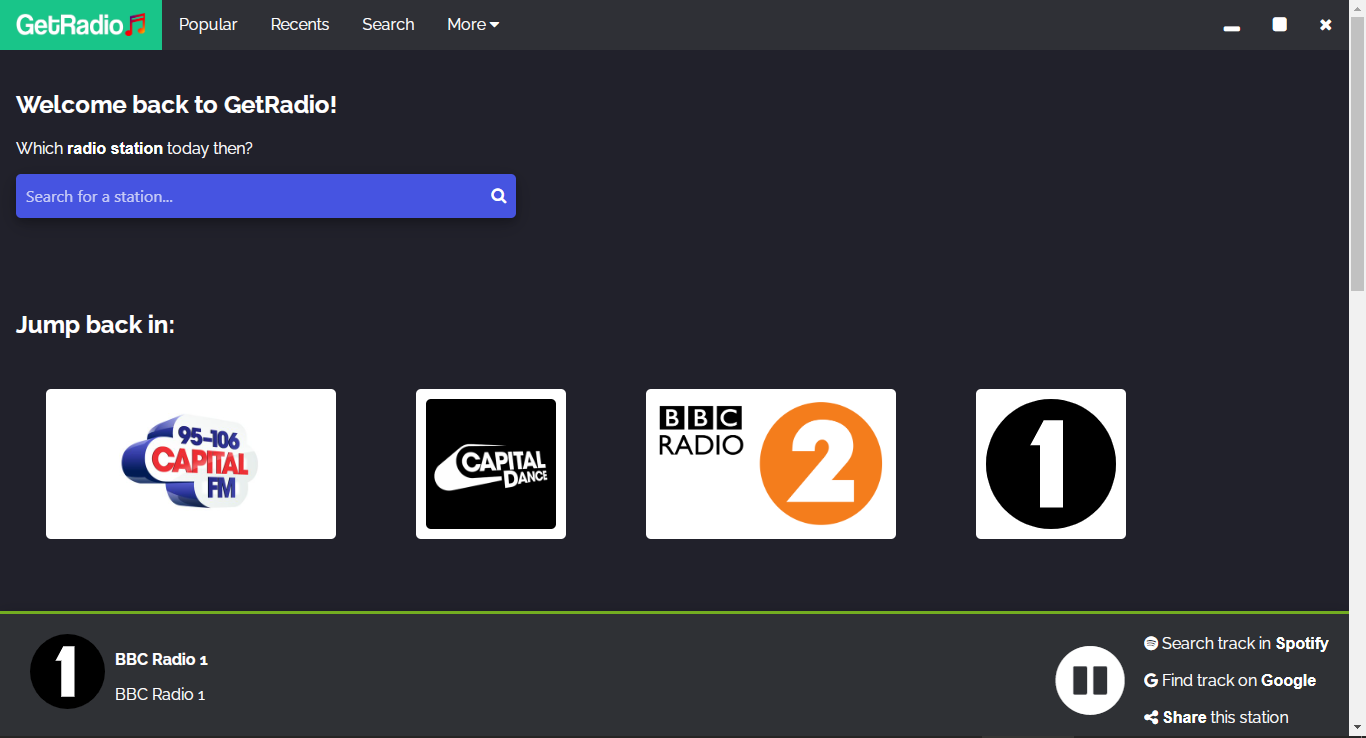 GetRadio
Popular
Recents
Search
More
Welcome back to GetRadio!
Which radio station today then?
Search for a station...
Jump back in:
95-106
CAPITAL
FM
CAPITAL
DANCE
BBC
RADIO
2
1
1
BBC Radio 1
BBC Radio 1
Search track in Spotify
Find track on Google
Share this station